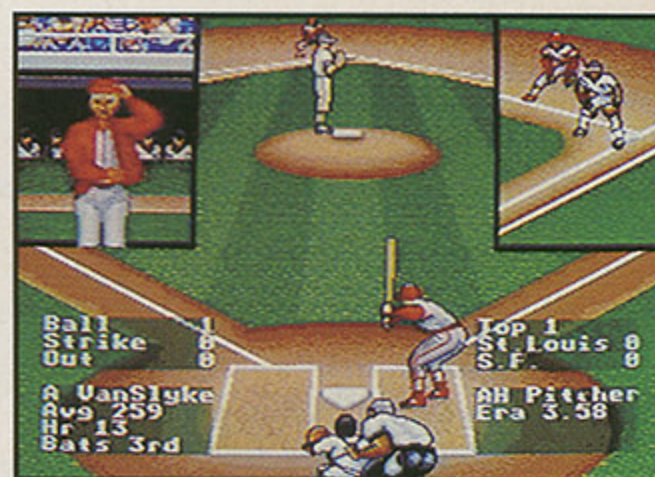 Ball 1
Strike 0
Out 0
A VanSlyke
Avg 259
Hr 13
Bats 3rd
Top 1
St.Louis 0
S.F. 0
AH Pitcher
Era 3.58